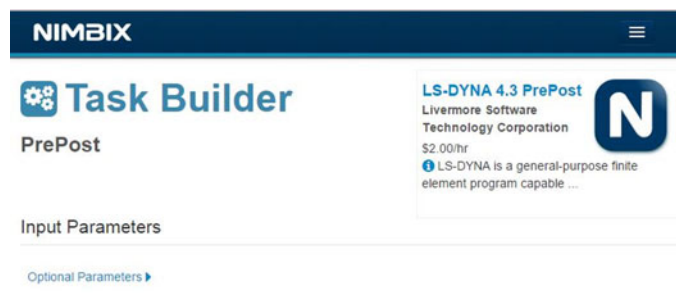 NIMBIX
Task Builder
PrePost
LS-DYNA 4.3 PrePost
Livermore Software
Technology Corporation
$2.00/hr
LS-DYNA is a general-purpose finite
element program capable ...
N
Input Parameters
Optional Parameters